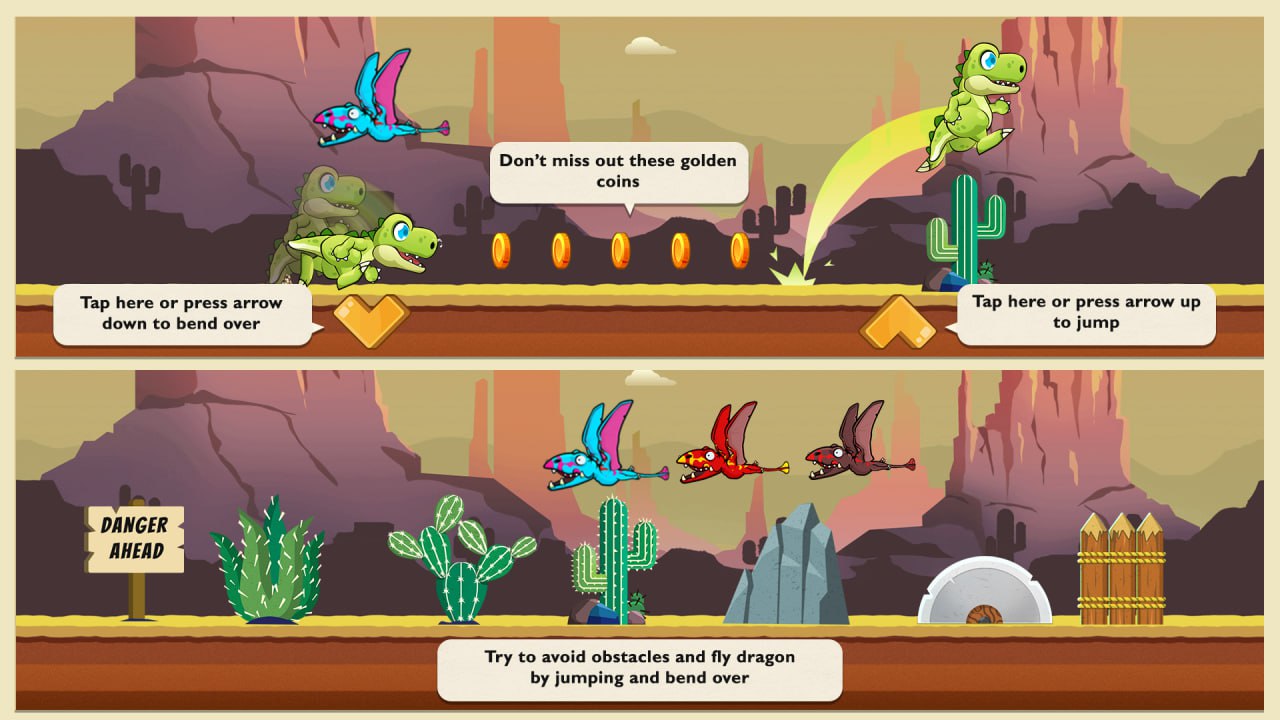 Don't miss out these golden
coins
Tap here or press arrow
down to bend over
Tap here or press arrow up
to jump
DANGER
AHEAD
Try to avoid obstacles and fly dragon
by jumping and bend over